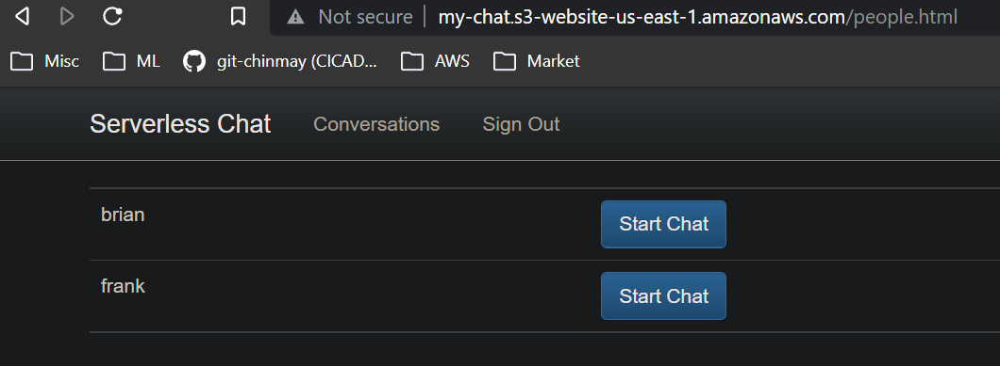 Not secure my-chat.s3-website-us-east-1.amazonaws.com/people.html
Misc ML git-chinmay (CICAD... AWS Market
Serverless Chat Conversations Sign Out
brian Start Chat
frank Start Chat